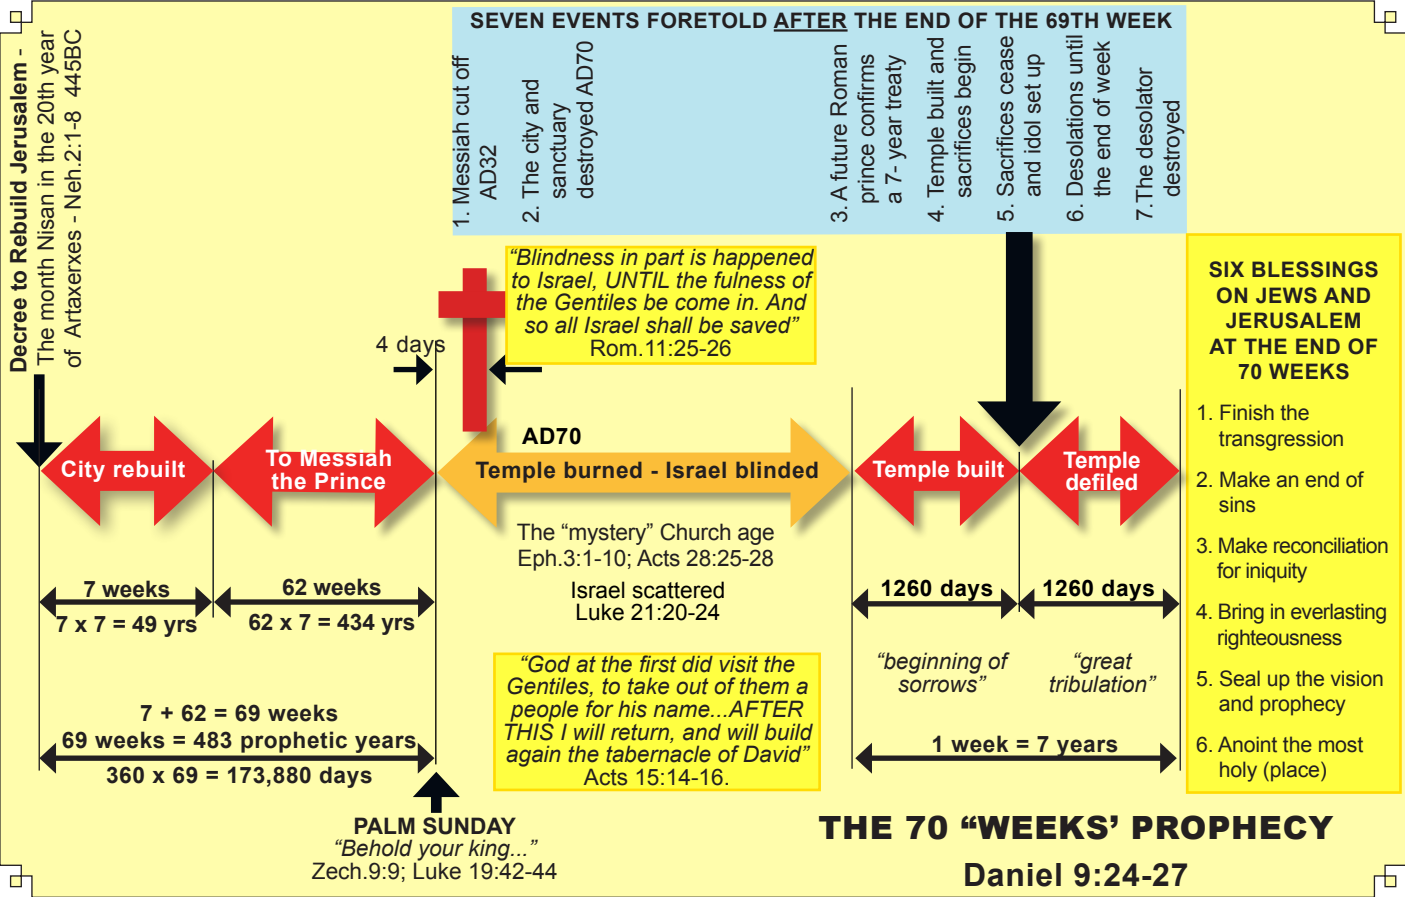 Decree to Rebuild Jerusalem -
The month Nisan in the 20th year
of Artaxerxes - Neh.2:1-8  445BC
SEVEN EVENTS FORETOLD AFTER THE END OF THE 69TH WEEK
1. Messiah cut off
AD32
2. The city and
sanctuary
destroyed AD70
3. A future Roman
prince confirms
a 7- year treaty
4. Temple built and
sacrifices begin
5. Sacrifices cease
and idol set up
6. Desolations until
the end of week
7.The desolator
destroyed
“Blindness in part is happened
to Israel, UNTIL the fulness of
the Gentiles be come in. And
so all Israel shall be saved”
Rom.11:25-26
4 days
City rebuilt
To Messiah
the Prince
AD70
Temple burned - Israel blinded
Temple built
Temple
defiled
The “mystery” Church age
Eph.3:1-10; Acts 28:25-28
Israel scattered
Luke 21:20-24
7 weeks
7 x 7 = 49 yrs
62 weeks
62 x 7 = 434 yrs
1260 days
1260 days
“beginning of
sorrows”
“great
tribulation”
“God at the first did visit the
Gentiles, to take out of them a
people for his name...AFTER
THIS I will return, and will build
again the tabernacle of David”
Acts 15:14-16.
7 + 62 = 69 weeks
69 weeks = 483 prophetic years
360 x 69 = 173,880 days
1 week = 7 years
PALM SUNDAY
“Behold your king...”
Zech.9:9; Luke 19:42-44
SIX BLESSINGS
ON JEWS AND
JERUSALEM
AT THE END OF
70 WEEKS
1. Finish the
transgression
2. Make an end of
sins
3. Make reconciliation
for iniquity
4. Bring in everlasting
righteousness
5. Seal up the vision
and prophecy
6. Anoint the most
holy (place)
THE 70 “WEEKS’ PROPHECY
Daniel 9:24-27